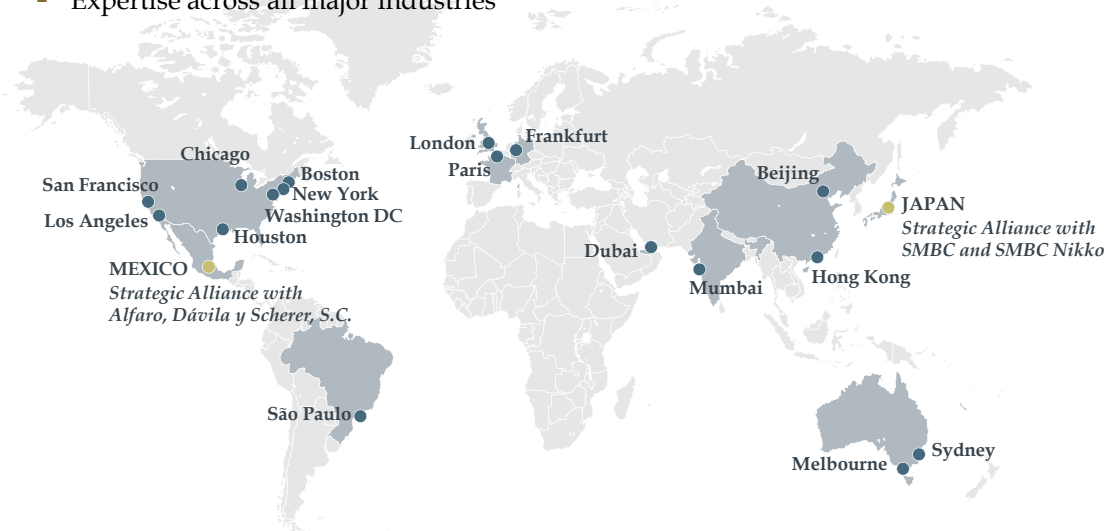 - Expertise across all major industries
London
Frankfurt
Paris
Chicago
Boston
San Francisco
New York
Los Angeles
Washington DC
Houston
MEXICO
Strategic Alliance with
Alfaro, Dávila y Scherer, S.C.
Beijing
JAPAN
Strategic Alliance with
SMBC and SMBC Nikko
Dubai
Mumbai
Hong Kong
São Paulo
Sydney
Melbourne